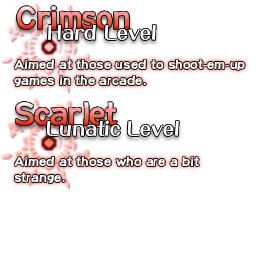 Crimson
Hard Level
Aimed at those used to shoot-em-up
games in the arcade.
Scarlet
Lunatic Level
Aimed at those who are a bit
strange.